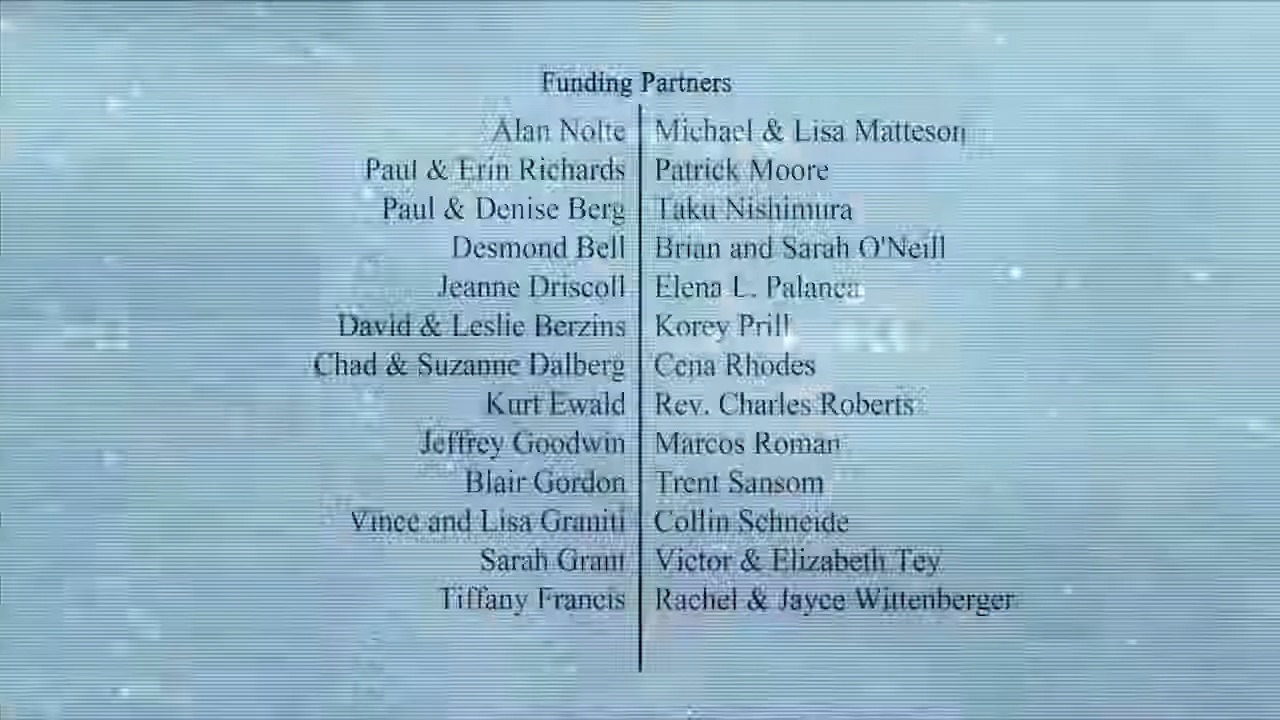 Funding Partners
Alan Nolte
Paul & Erin Richards
Paul & Denise Berg
Desmond Bell
Jeanne Driscoll
David & Leslie Berzins
Chad & Suzanne Dalberg
Kurt Ewald
Jeffrey Goodwin
Blair Gordon
Vince and Lisa Graniti
Sarah Grant
Tiffany Francis
Michael & Lisa Matteson
Patrick Moore
Taku Nishimura
Brian and Sarah O'Neill
Elena L. Palanca
Korey Prill
Cena Rhodes
Rev. Charles Roberts
Marcos Roman
Trent Sansom
Collin Schneide
Victor & Elizabeth Tey
Rachel & Jayce Wittenberger